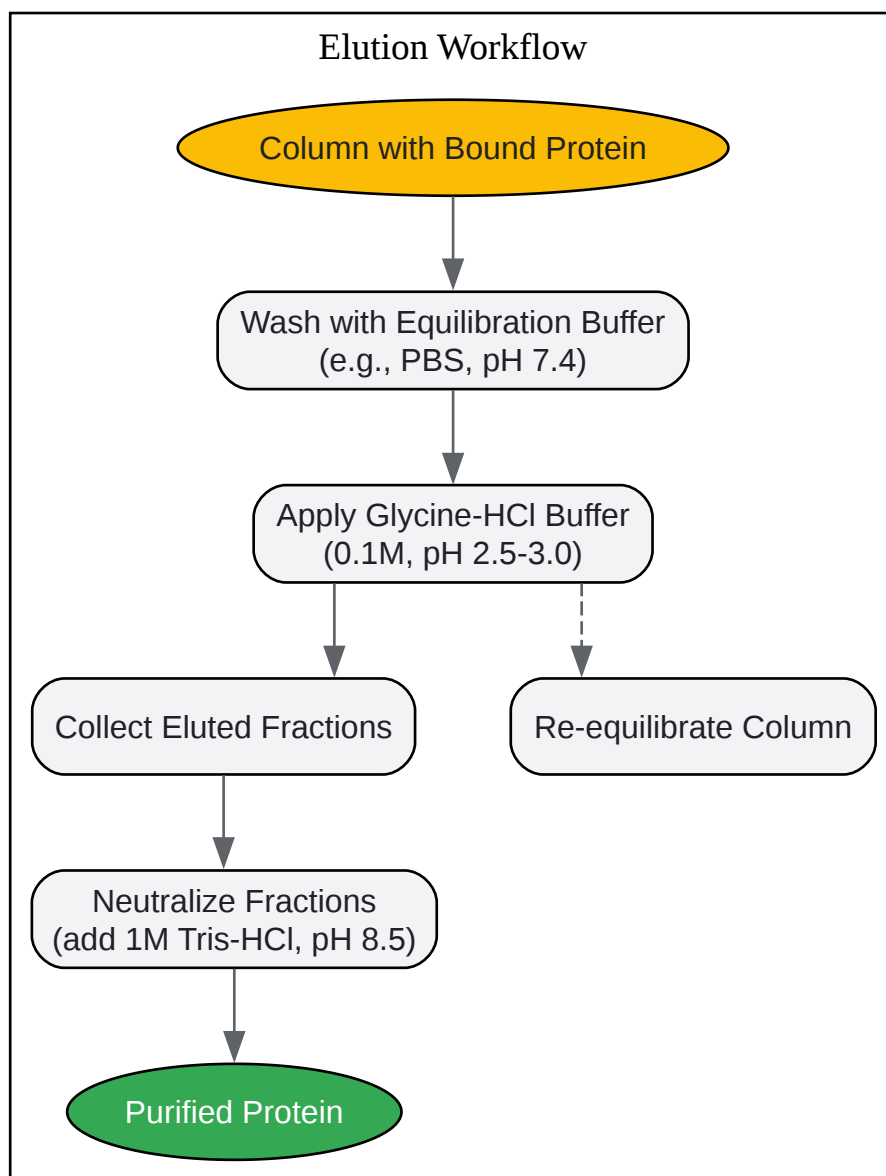 Elution Workflow
Column with Bound Protein
Wash with Equilibration Buffer
(e.g., PBS, pH 7.4)
Apply Glycine-HCl Buffer
(0.1M, pH 2.5-3.0)
Collect Eluted Fractions
Re-equilibrate Column
Neutralize Fractions
(add 1M Tris-HCl, pH 8.5)
Purified Protein